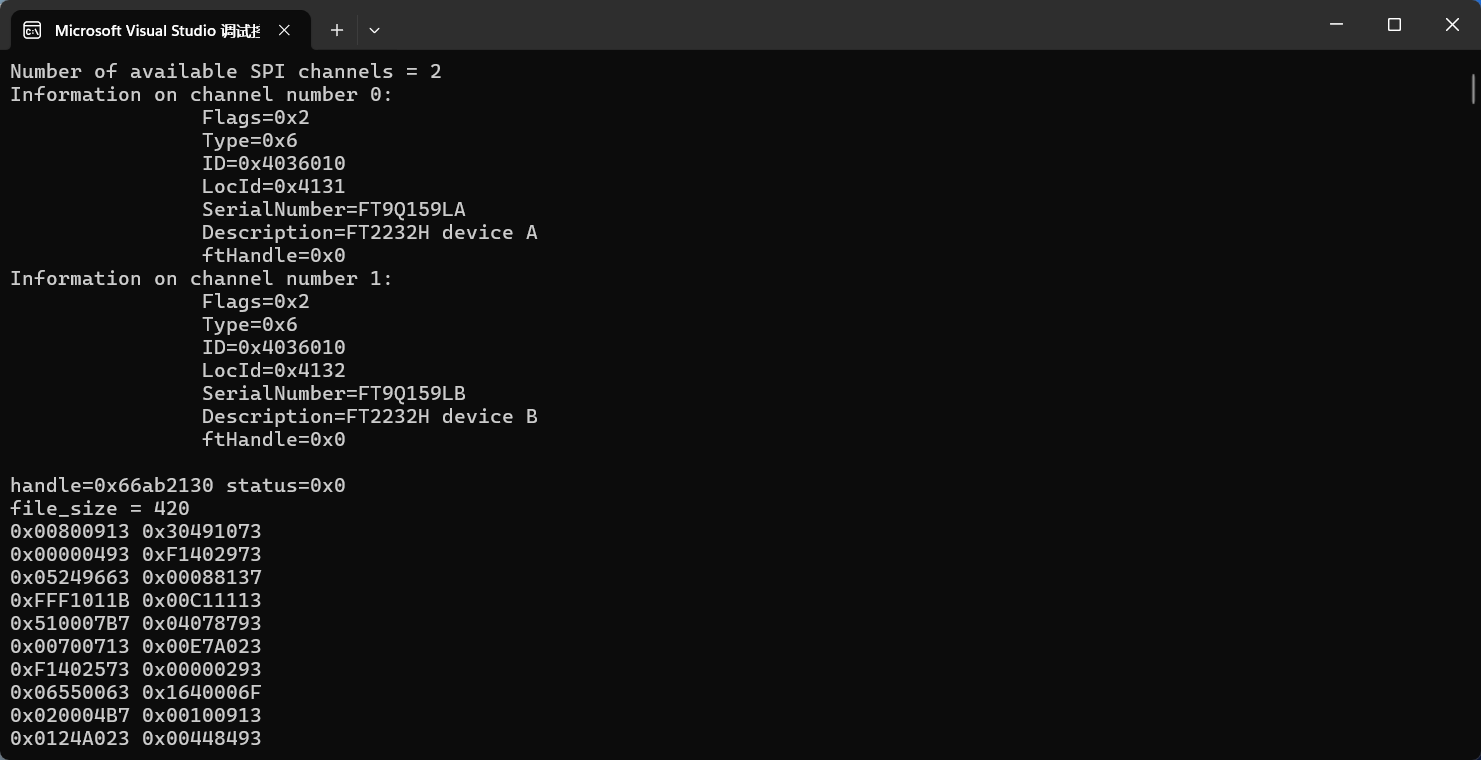 Microsoft Visual Studio 调试
Number of available SPI channels = 2
Information on channel number 0:
Flags=0x2
Type=0x6
ID=0x4036010
LocId=0x4131
SerialNumber=FT9Q159LA
Description=FT2232H device A
ftHandle=0x0
Information on channel number 1:
Flags=0x2
Type=0x6
ID=0x4036010
LocId=0x4132
SerialNumber=FT9Q159LB
Description=FT2232H device B
ftHandle=0x0
handle=0x66ab2130 status=0x0
file_size = 420
0x00800913 0x30491073
0x00000493 0xF1402973
0x05249663 0x00088137
0xFFF1011B 0x00C11113
0x510007B7 0x04078793
0x00700713 0x00E7A023
0xF1402573 0x00000293
0x06550063 0x1640006F
0x020004B7 0x00100913
0x0124A023 0x00448493